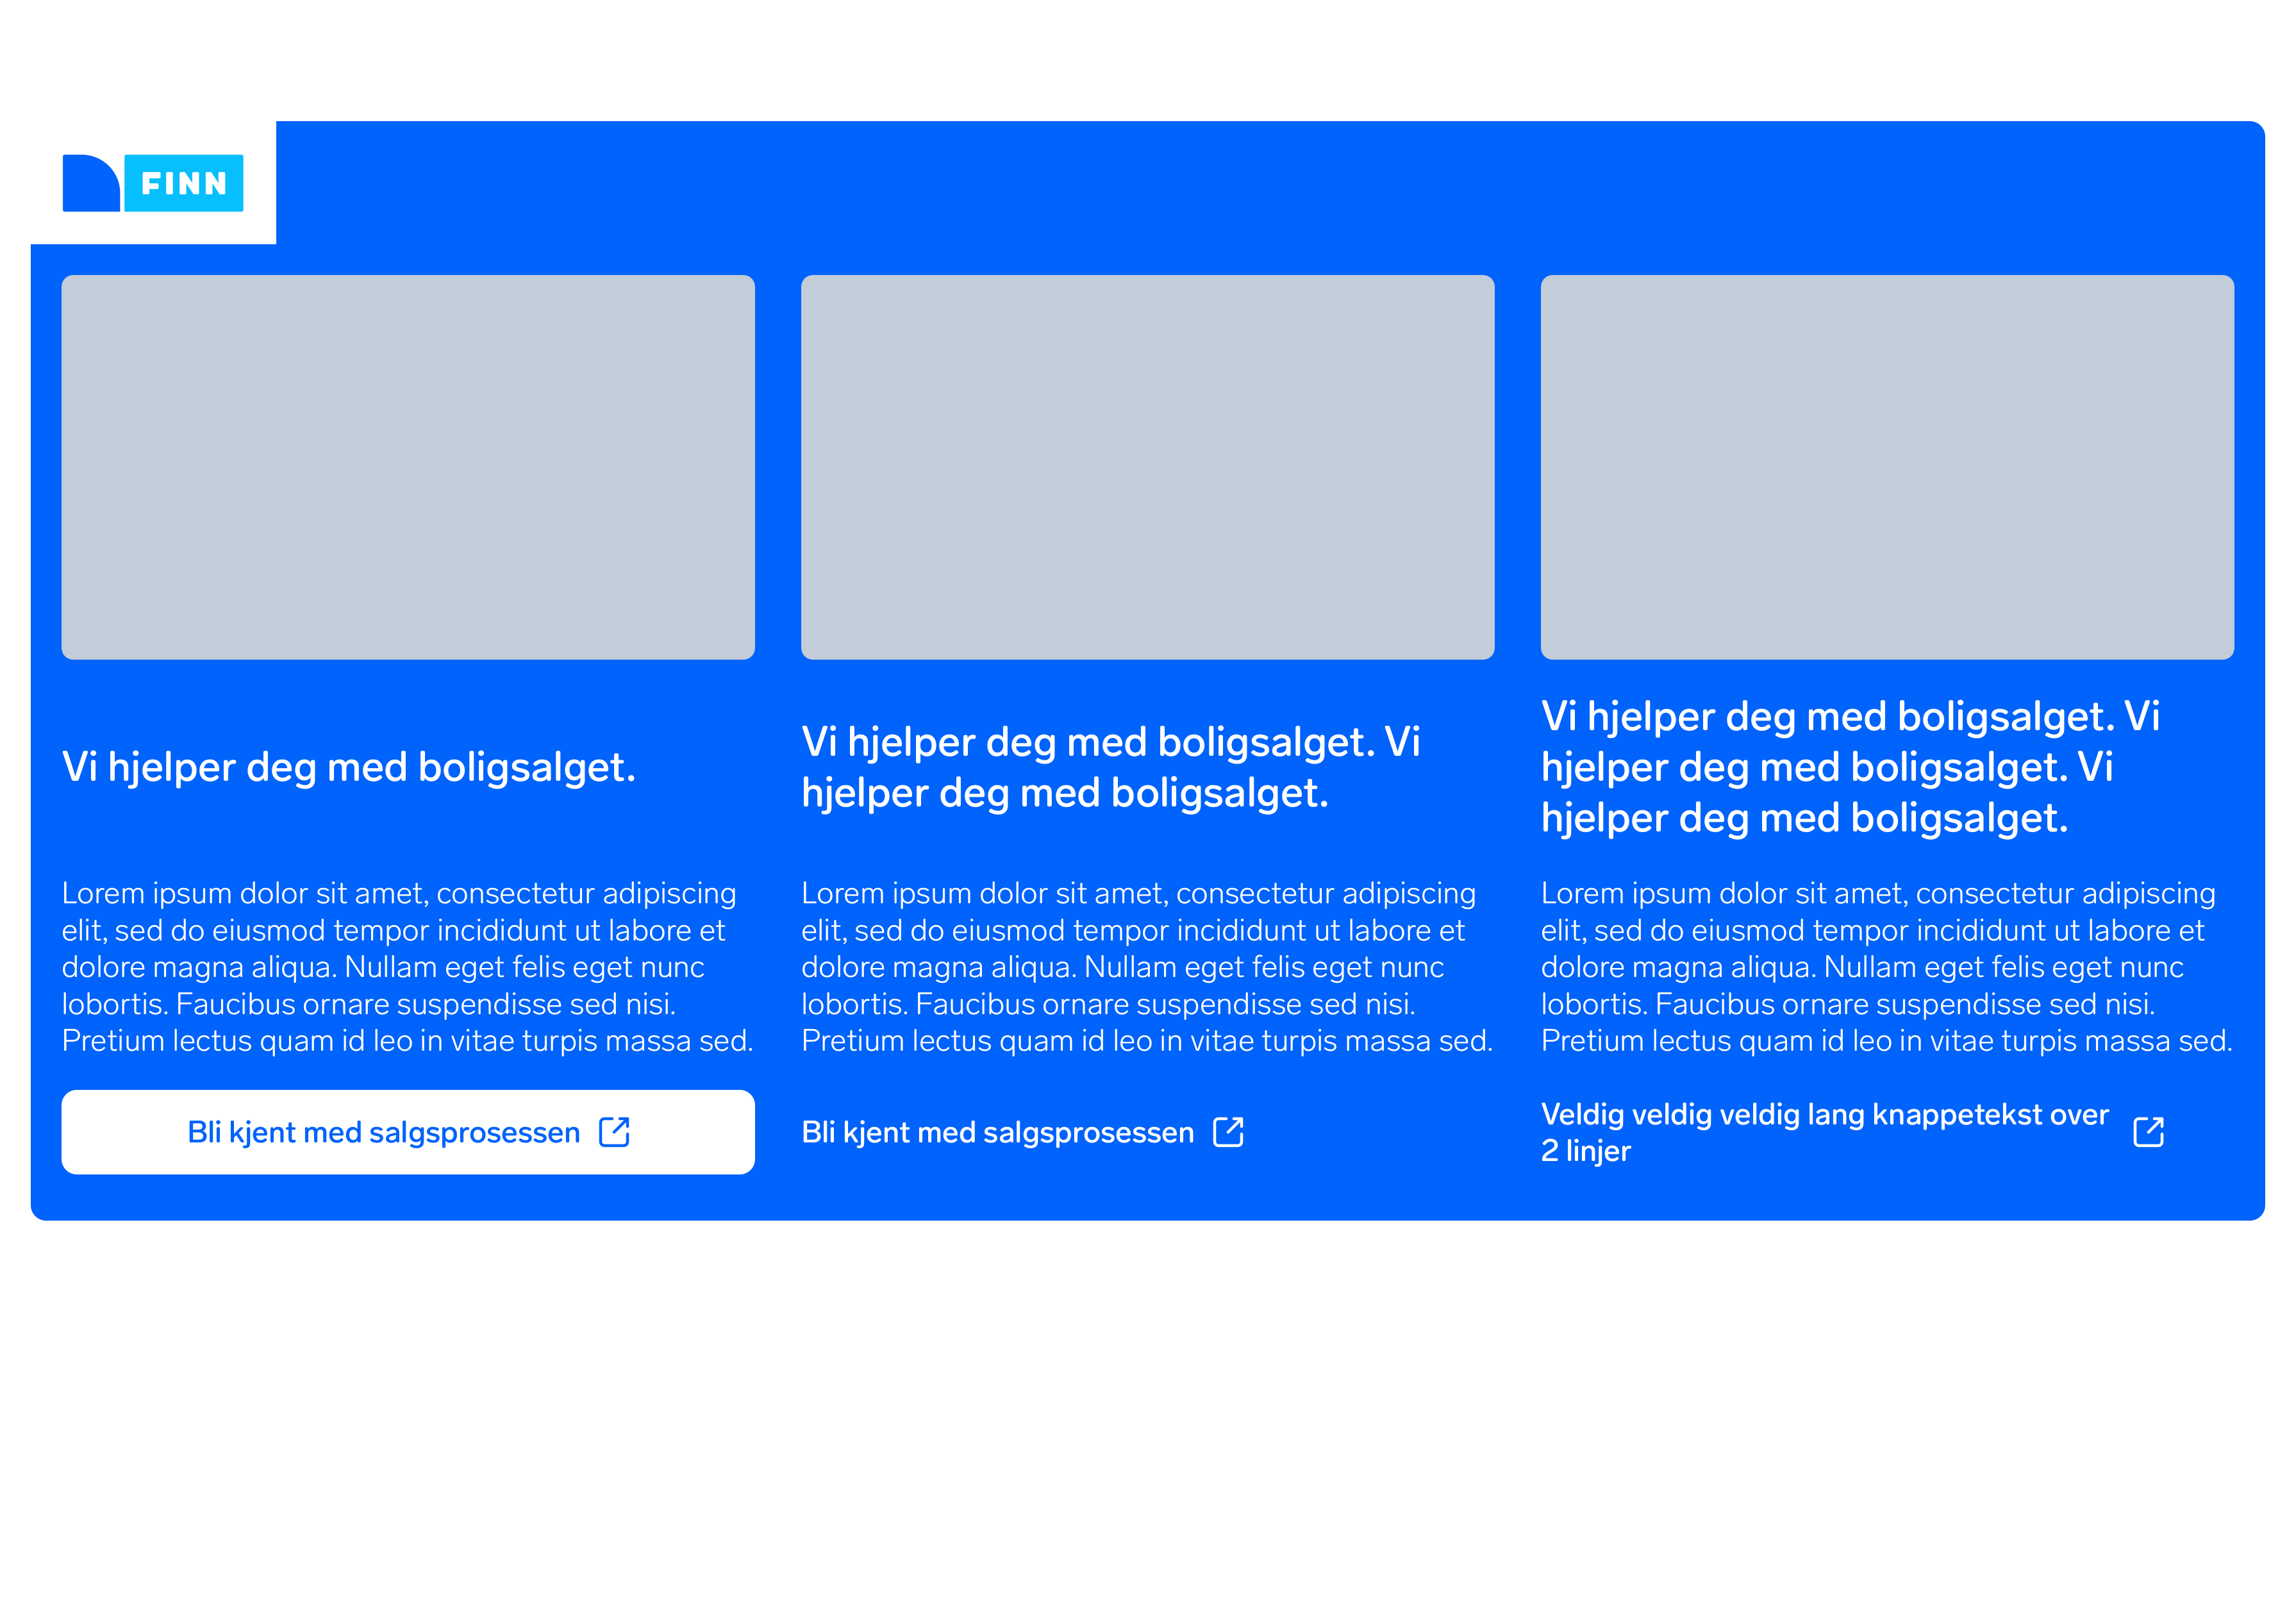 FINN
Vi hjelper deg med boligsalget.
Lorem ipsum dolor sit amet, consectetur adipiscing
elit, sed do eiusmod tempor incididunt ut labore et
dolore magna aliqua. Nullam eget felis eget nunc
lobortis. Faucibus ornare suspendisse sed nisi.
Pretium lectus quam id leo in vitae turpis massa sed.
Bli kjent med salgsprosessen
Vi hjelper deg med boligsalget. Vi
hjelper deg med boligsalget.
Lorem ipsum dolor sit amet, consectetur adipiscing
elit, sed do eiusmod tempor incididunt ut labore et
dolore magna aliqua. Nullam eget felis eget nunc
lobortis. Faucibus ornare suspendisse sed nisi.
Pretium lectus quam id leo in vitae turpis massa sed.
Bli kjent med salgsprosessen
Vi hjelper deg med boligsalget. Vi
hjelper deg med boligsalget. Vi
hjelper deg med boligsalget.
Lorem ipsum dolor sit amet, consectetur adipiscing
elit, sed do eiusmod tempor incididunt ut labore et
dolore magna aliqua. Nullam eget felis eget nunc
lobortis. Faucibus ornare suspendisse sed nisi.
Pretium lectus quam id leo in vitae turpis massa sed.
Veldig veldig veldig lang knappetekst over
2 linjer